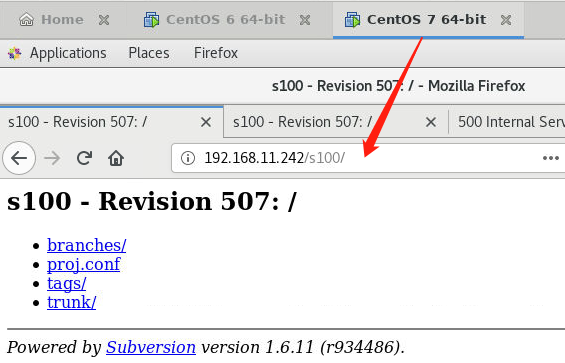 Home CentOS 6 64-bit CentOS 7 64-bit
Applications Places Firefox
s100 - Revision 507: / - Mozilla Firefox
s100 - Revision 507: / s100 - Revision 507: / 500 Internal Serv
192.168.11.242/s100/
s100 - Revision 507: /
branches/
proj.conf
tags/
trunk/
Powered by Subversion version 1.6.11 (r934486).